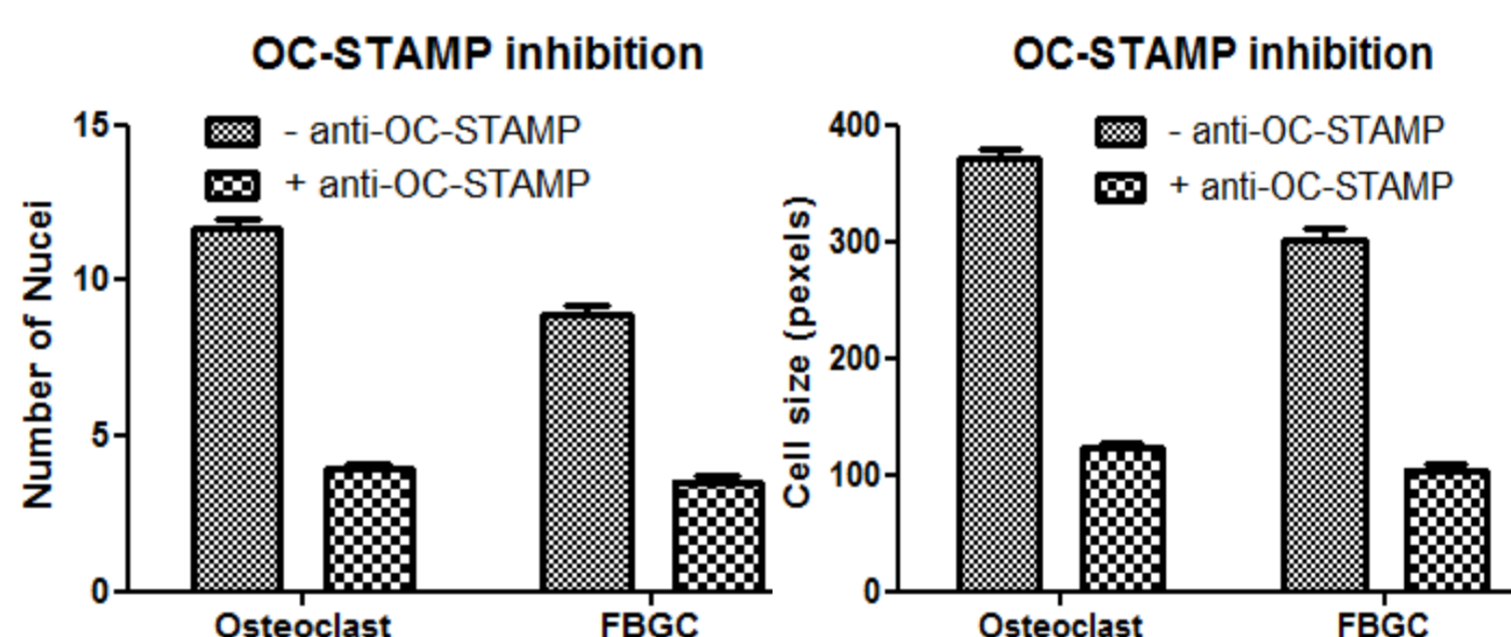 OC-STAMP inhibition
- anti-OC-STAMP
+ anti-OC-STAMP
Number of Nucei
15
10
5
0
Osteoclast
FBGC
OC-STAMP inhibition
- anti-OC-STAMP
+ anti-OC-STAMP
Cell size (pexels)
400
300
200
100
0
Osteoclast
FBGC